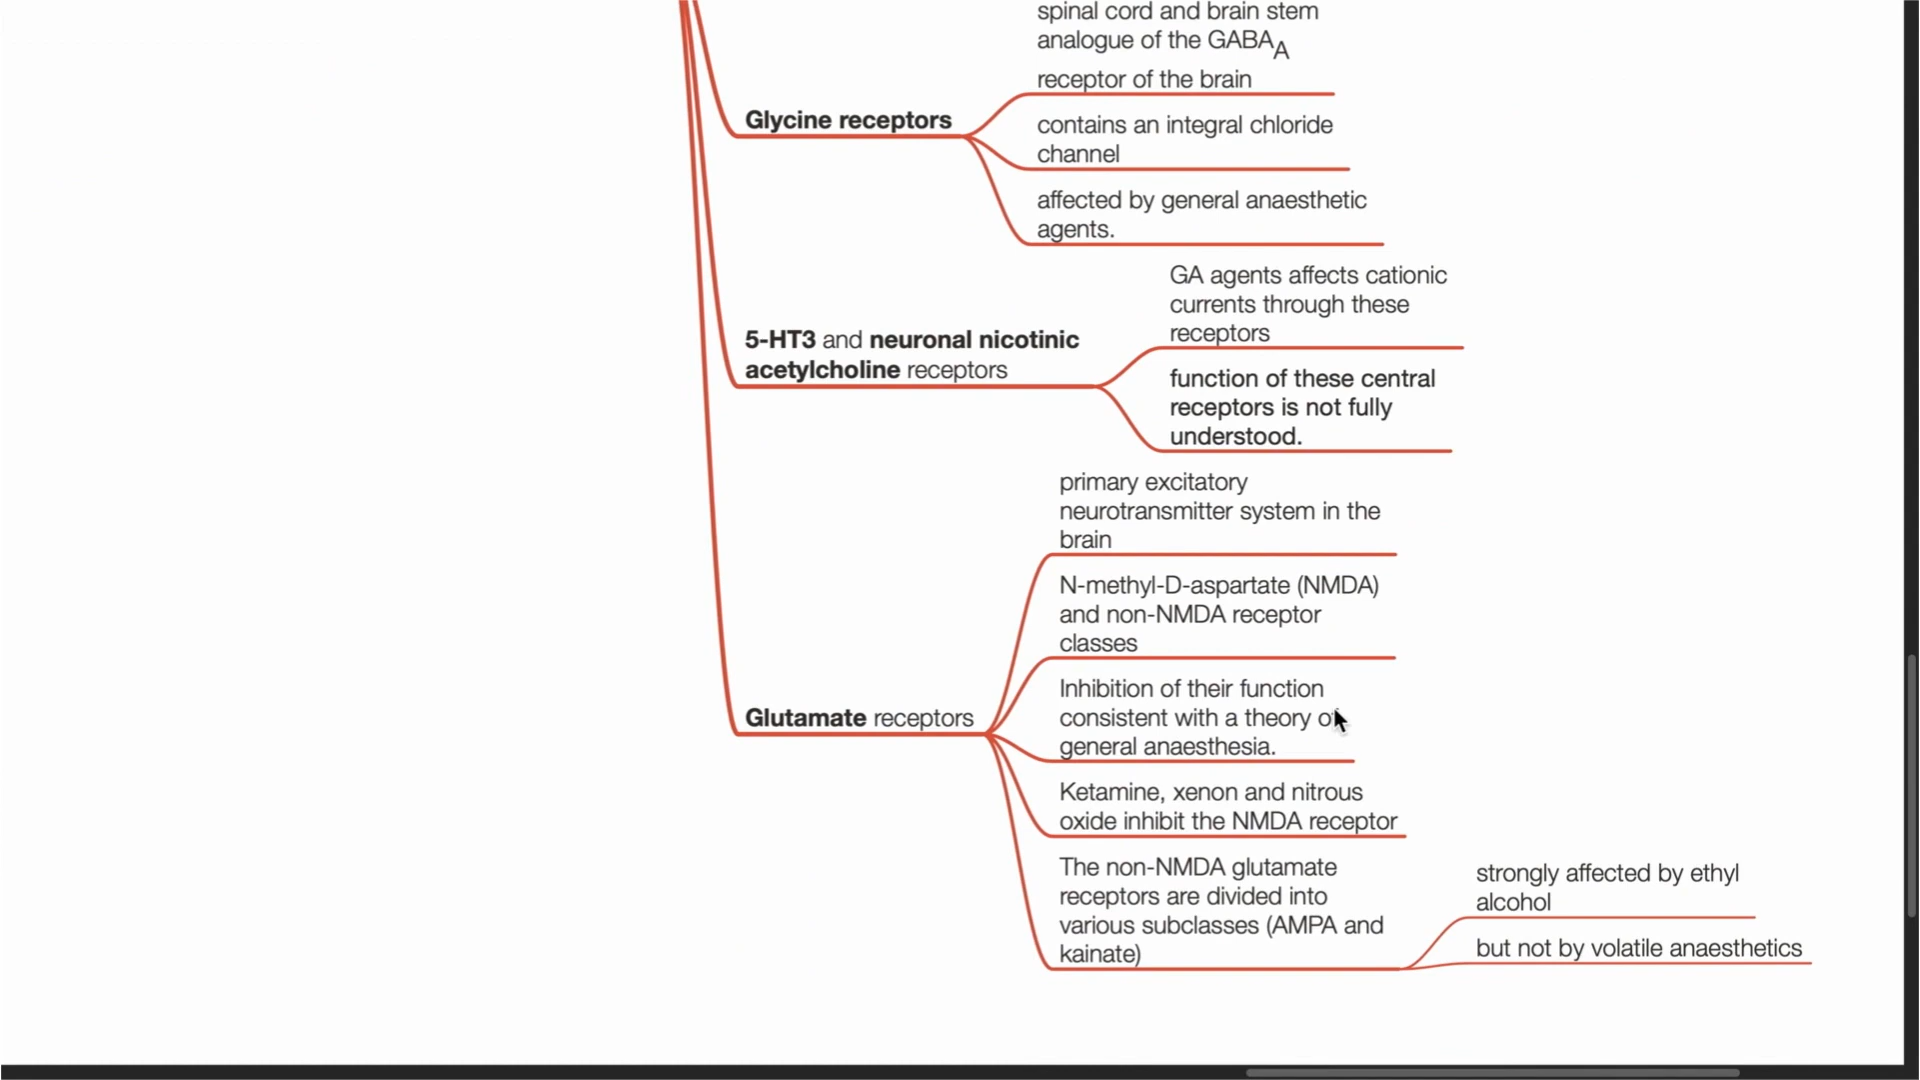 spinal cord and brain stem
analogue of the GABAA
receptor of the brain
Glycine receptors
contains an integral chloride
channel
affected by general anaesthetic
agents.
5-HT3 and neuronal nicotinic
acetylcholine receptors
GA agents affects cationic
currents through these
receptors
function of these central
receptors is not fully
understood.
Glutamate receptors
primary excitatory
neurotransmitter system in the
brain
N-methyl-D-aspartate (NMDA)
and non-NMDA receptor
classes
Inhibition of their function
consistent with a theory of
general anaesthesia.
Ketamine, xenon and nitrous
oxide inhibit the NMDA receptor
The non-NMDA glutamate
receptors are divided into
various subclasses (AMPA and
kainate)
strongly affected by ethyl
alcohol
but not by volatile anaesthetics